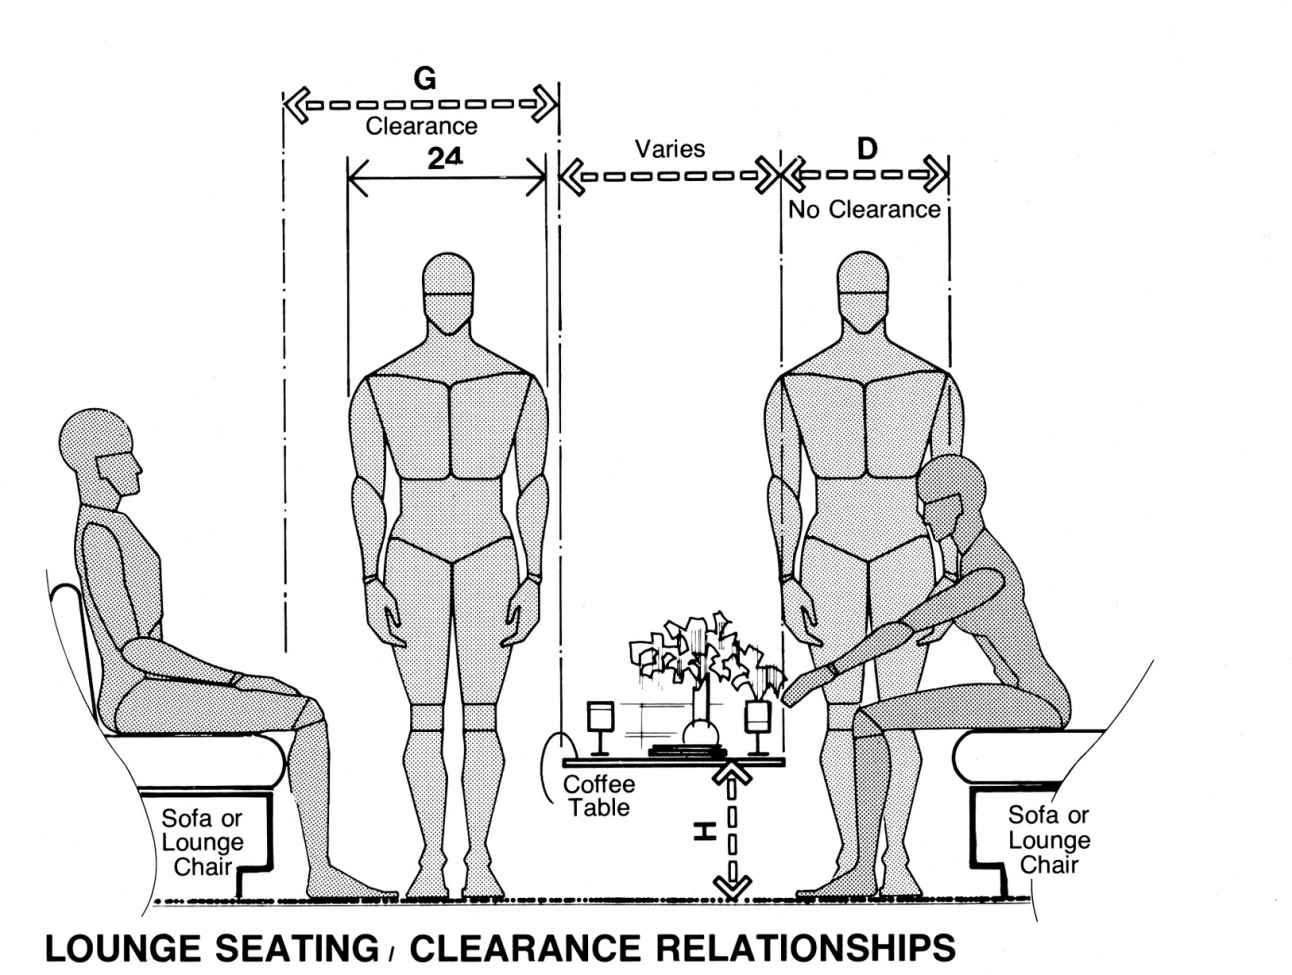 G
Clearance
24
Varies
D
No Clearance
Coffee
Table
H
Sofa or
Lounge
Chair
Sofa or
Lounge
Chair
LOUNGE SEATING / CLEARANCE RELATIONSHIPS